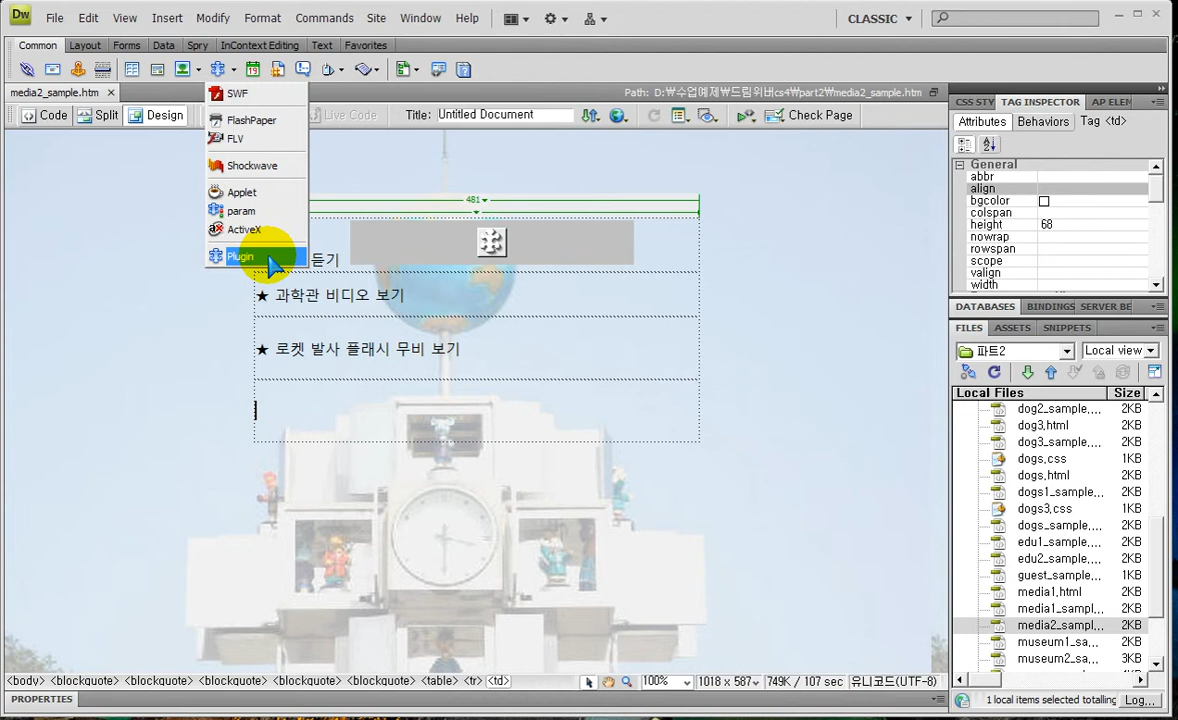 Dw File Edit View Insert Modify Format Commands Site Window Help CLASSIC
Common Layout Forms Data Spry InContext Editing Text Favorites
media2_sample.htm Path: D:₩수업예제₩드림위버cs4₩part2₩media2_sample.htm
Code Split Design Live Code Title: Untitled Document Check Page
SWF
FlashPaper
FLV
Shockwave
Applet
param
ActiveX
Plugin
481
듣기
★ 과학관 비디오 보기
★ 로켓 발사 플래시 무비 보기
CSS STY TAG INSPECTOR AP ELEN
Attributes Behaviors Tag <td>
General
abbr
align
bgcolor
colspan
height 68
nowrap
rowspan
scope
valign
width
DATABASES BINDINGS SERVER BE
FILES ASSETS SNIPPETS
파트2 Local view
Local Files Size
dog2_sample,... 2KB
dog3,html 2KB
dog3_sample,... 2KB
dogs,css 1KB
dogs,html 2KB
dogs1_sample... 2KB
dogs3,css 2KB
dogs_sample,... 2KB
edu1_sample,... 2KB
edu2_sample,... 2KB
guest_sample,... 1KB
media1,html 2KB
media1_sampl... 2KB
media2_sampl... 2KB
museum1_sa... 2KB
museum2_sa... 3KB
1 local items selected totalling Log...
<body> <blockquote> <blockquote> <blockquote> <blockquote> <table> <tr> <td> 100% 1018 x 587 749K / 107 sec 유니코드(UTF-8)
PROPERTIES